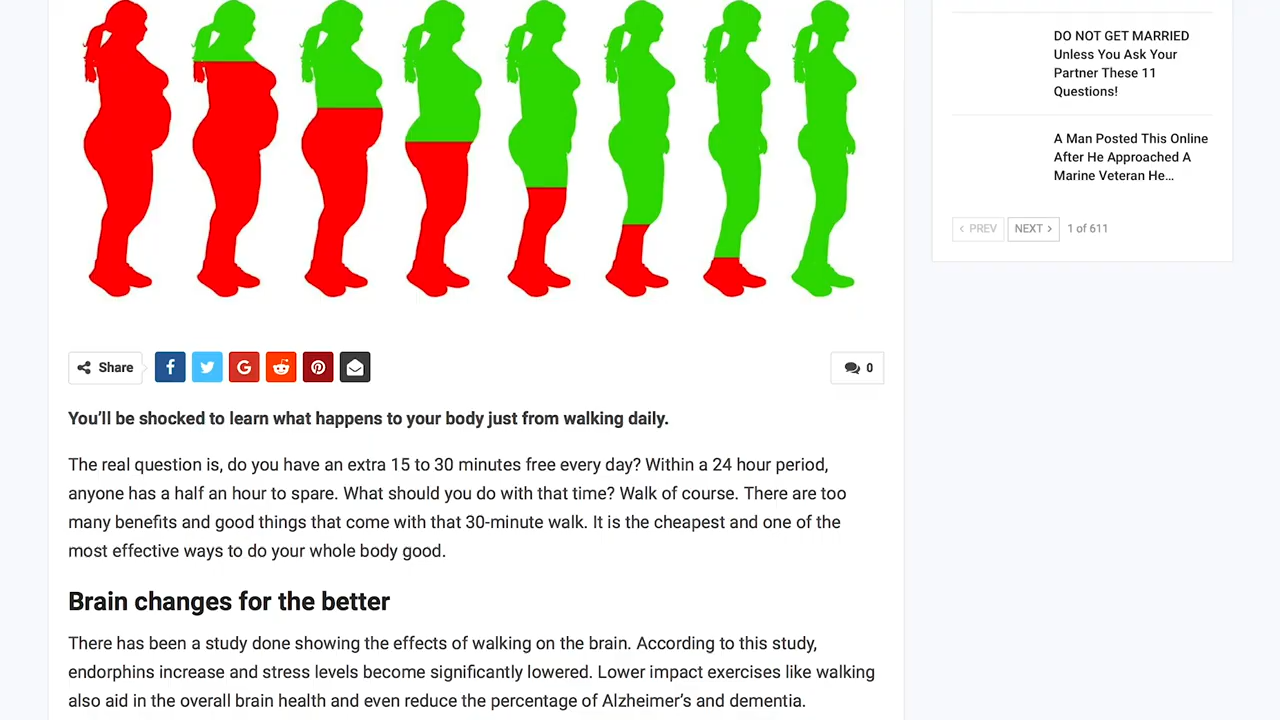 DO NOT GET MARRIED
Unless You Ask Your
Partner These 11
Questions!
A Man Posted This Online
After He Approached A
Marine Veteran He...
PREV NEXT 1 of 611
Share 0
You’ll be shocked to learn what happens to your body just from walking daily.
The real question is, do you have an extra 15 to 30 minutes free every day? Within a 24 hour period,
anyone has a half an hour to spare. What should you do with that time? Walk of course. There are too
many benefits and good things that come with that 30-minute walk. It is the cheapest and one of the
most effective ways to do your whole body good.
Brain changes for the better
There has been a study done showing the effects of walking on the brain. According to this study,
endorphins increase and stress levels become significantly lowered. Lower impact exercises like walking
also aid in the overall brain health and even reduce the percentage of Alzheimer’s and dementia.